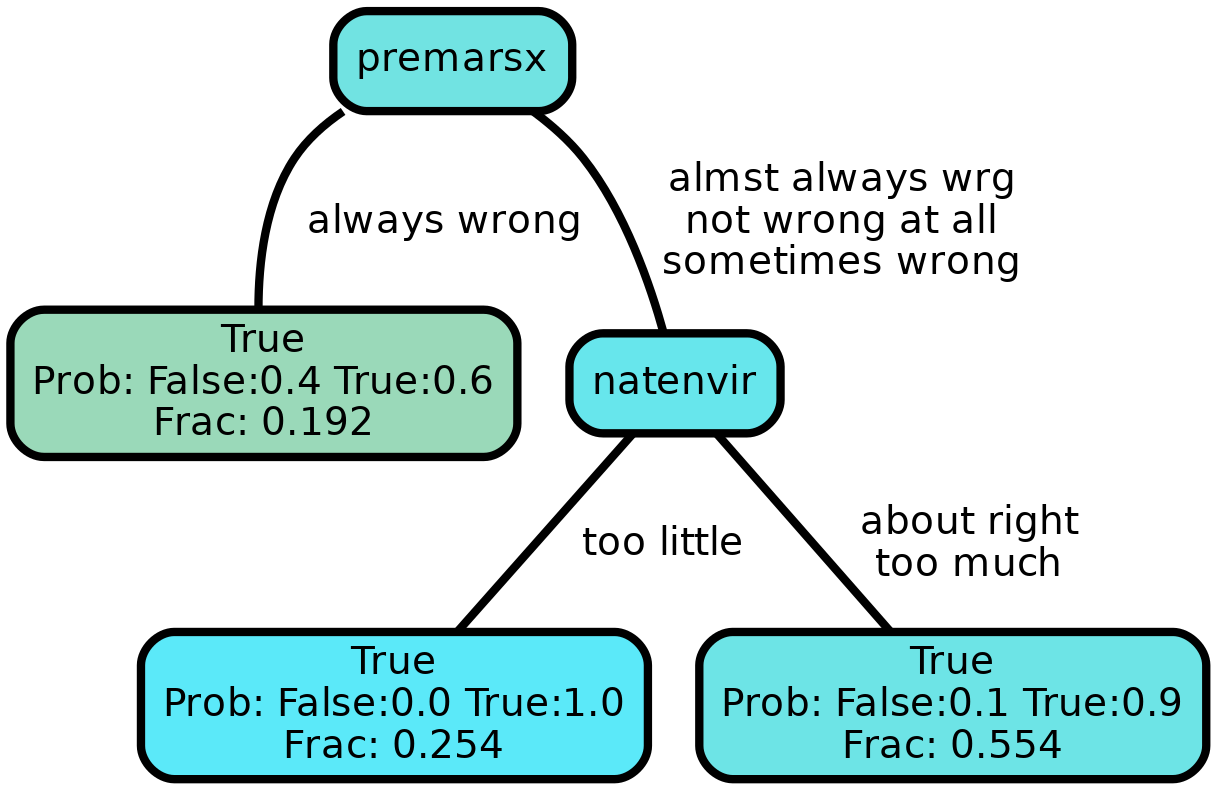 premarsx
always wrong
almst always wrg
not wrong at all
sometimes wrong
True
Prob: False:0.4 True:0.6
Frac: 0.192
natenvir
too little
about right
too much
True
Prob: False:0.0 True:1.0
Frac: 0.254
True
Prob: False:0.1 True:0.9
Frac: 0.554